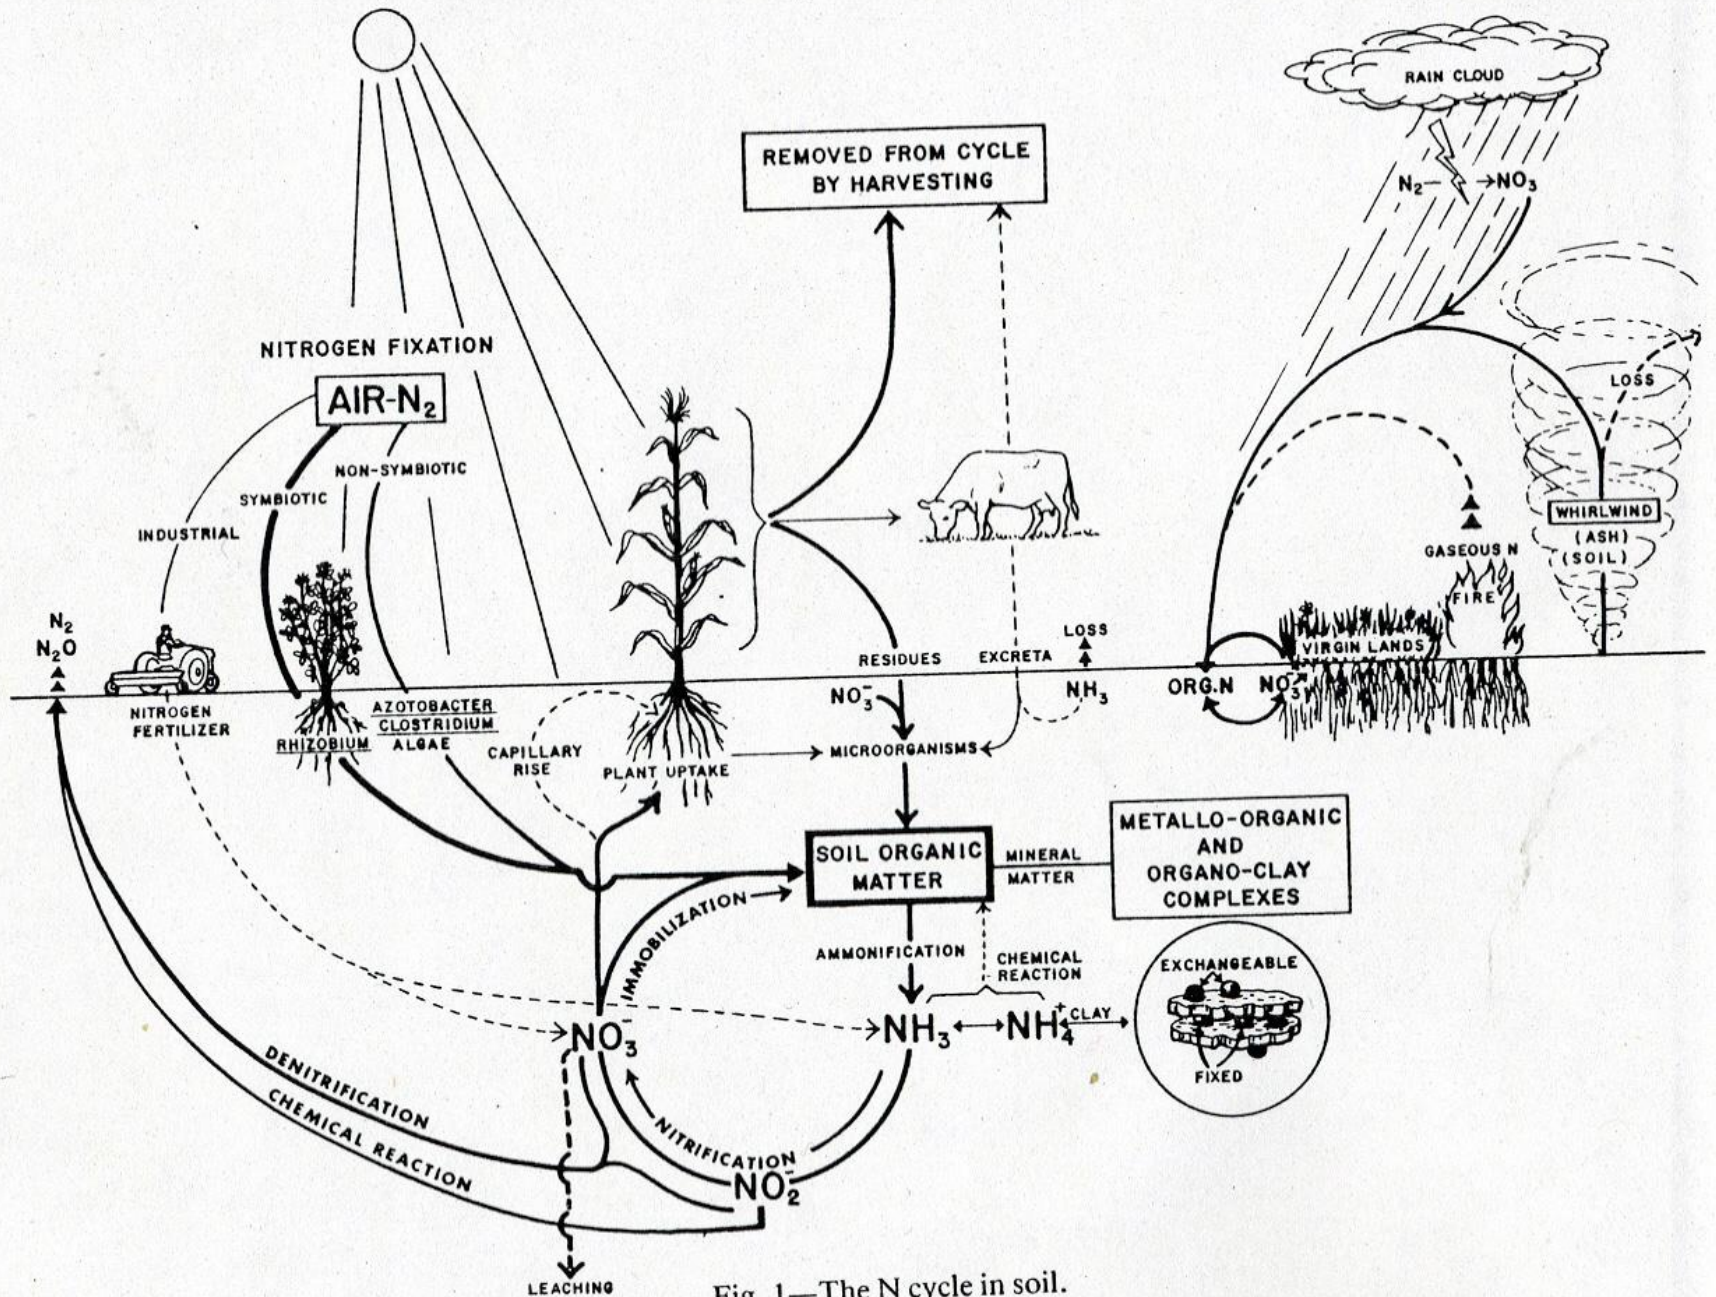 RAIN CLOUD
REMOVED FROM CYCLE
BY HARVESTING
N₂ → NO₃
NITROGEN FIXATION
AIR-N₂
LOSS
NON-SYMBIOTIC
SYMBIOTIC
INDUSTRIAL
WHIRLWIND
(ASH)
(SOIL)
GASEOUS N
FIRE
N₂
N₂O
LOSS
VIRGIN LANDS
RESIDUES
EXCRETA
NH₃
ORG.N
NO₃⁻
NO₃⁻
NITROGEN
FERTILIZER
RHIZOBIUM
AZOTOBACTER
CLOSTRIDIUM
ALGAE
CAPILLARY
RISE
PLANT UPTAKE
MICROORGANISMS
SOIL ORGANIC
MATTER
MINERAL
MATTER
METALLO-ORGANIC
AND
ORGANO-CLAY
COMPLEXES
IMMOBILIZATION
AMMONIFICATION
CHEMICAL
REACTION
EXCHANGEABLE
FIXED
NO₃⁻
NH₃
NH₄⁺
CLAY
DENITRIFICATION
CHEMICAL REACTION
NITRIFICATION
NO₂⁻
LEACHING
Fig. 1—The N cycle in soil.